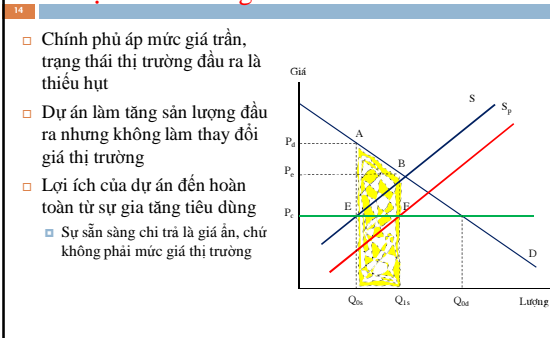 14
Chính phủ áp mức giá trần,
trạng thái thị trường đầu ra là
thiếu hụt
Dự án làm tăng sản lượng đầu
ra nhưng không làm thay đổi
giá thị trường
Lợi ích của dự án đến hoàn
toàn từ sự gia tăng tiêu dùng
Sự sẵn sàng chi trả là giá ẩn, chứ
không phải mức giá thị trường
Giá
S
Sp
A
Pd
B
Pe
E
F
Pc
D
Q0s
Q1s
Q0d
Lượng